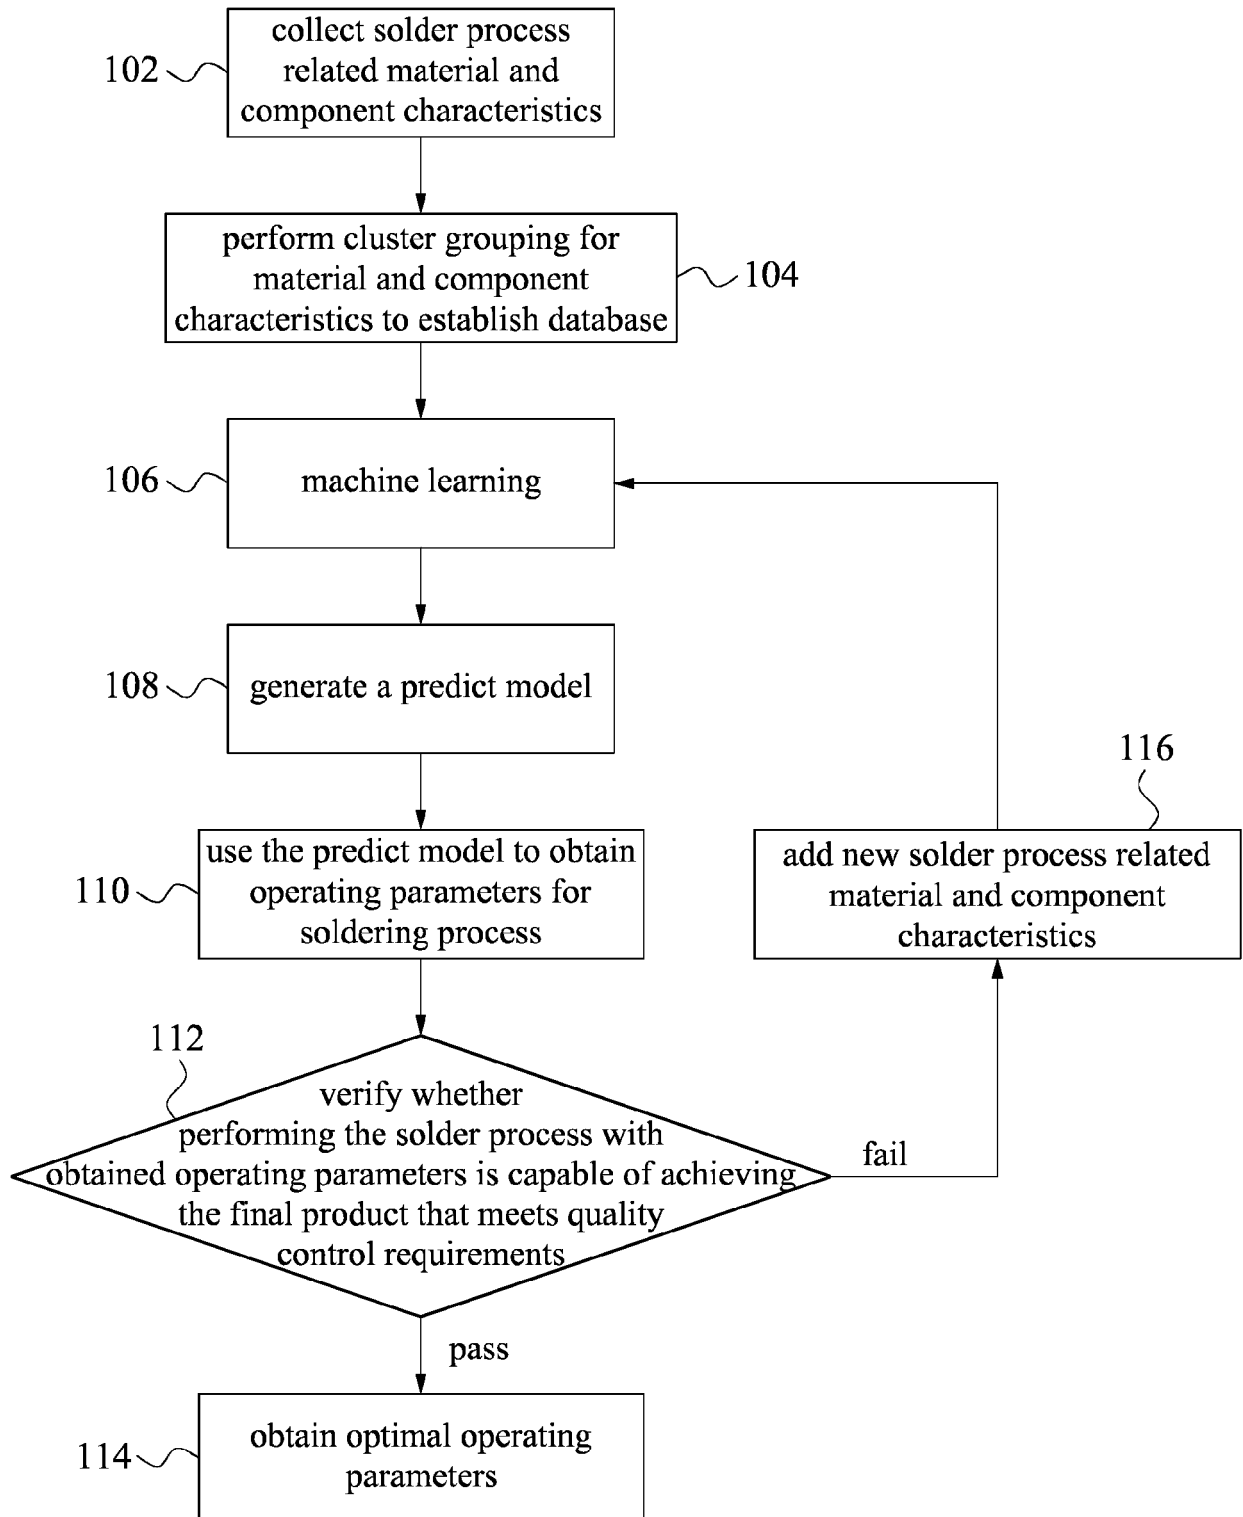 collect solder process
related material and
component characteristics
102
perform cluster grouping for
material and component
characteristics to establish database
104
machine learning
106
generate a predict model
108
use the predict model to obtain
operating parameters for
soldering process
110
116
add new solder process related
material and component
characteristics
112
verify whether
performing the solder process with
obtained operating parameters is capable of achieving
the final product that meets quality
control requirements
fail
pass
obtain optimal operating
parameters
114